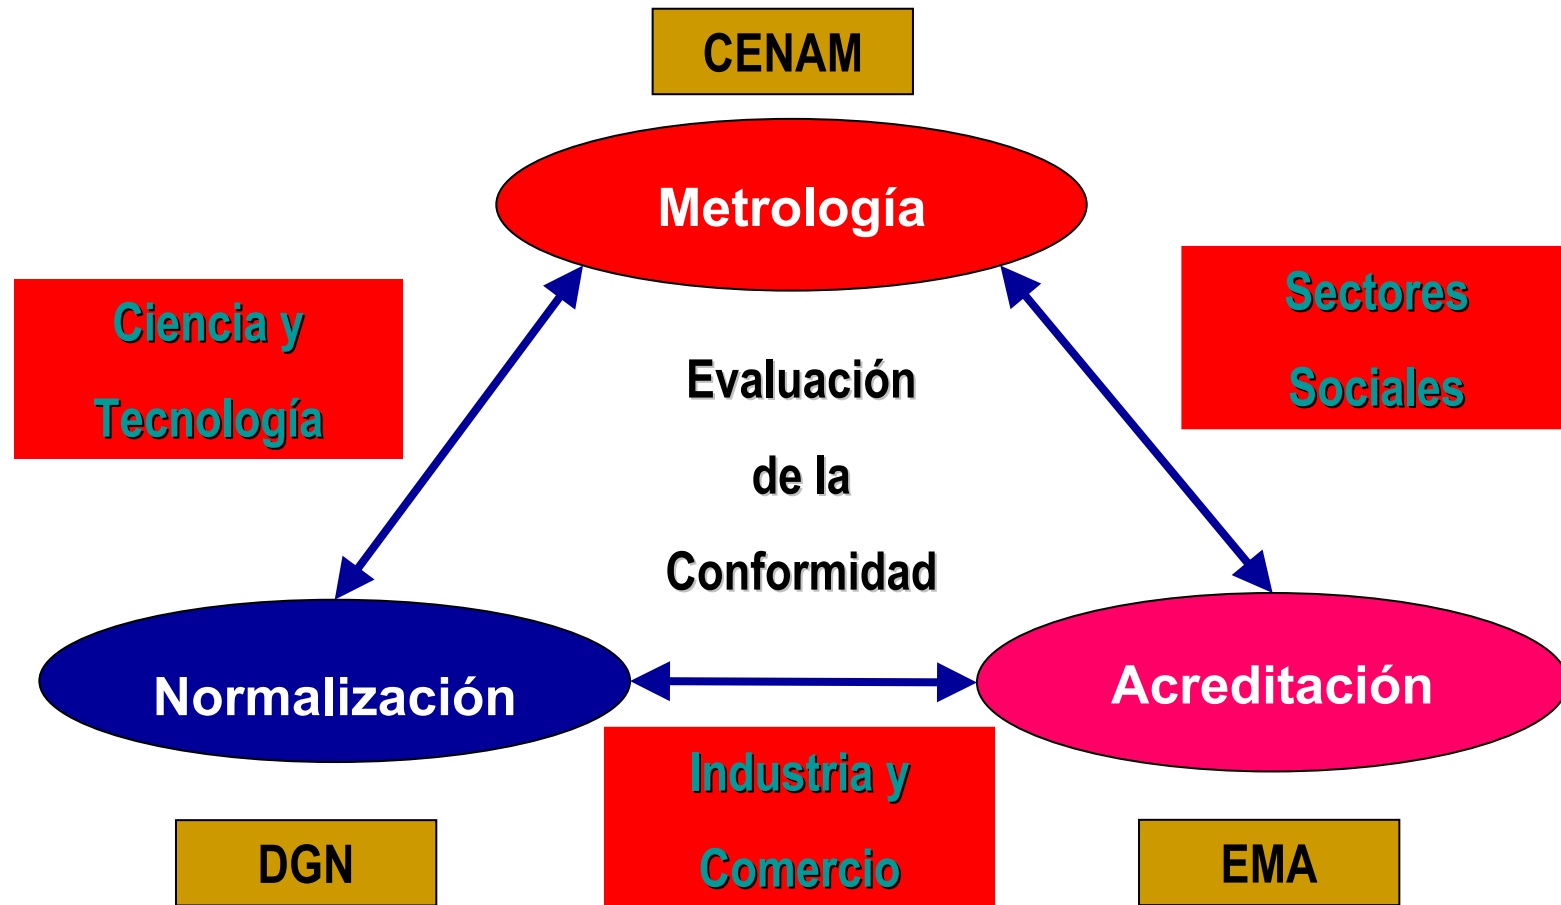 CENAM
Metrología
Ciencia y
Tecnología
Sectores
Sociales
Evaluación
de la
Conformidad
Normalización
Acreditación
Industria y
Comercio
DGN
EMA